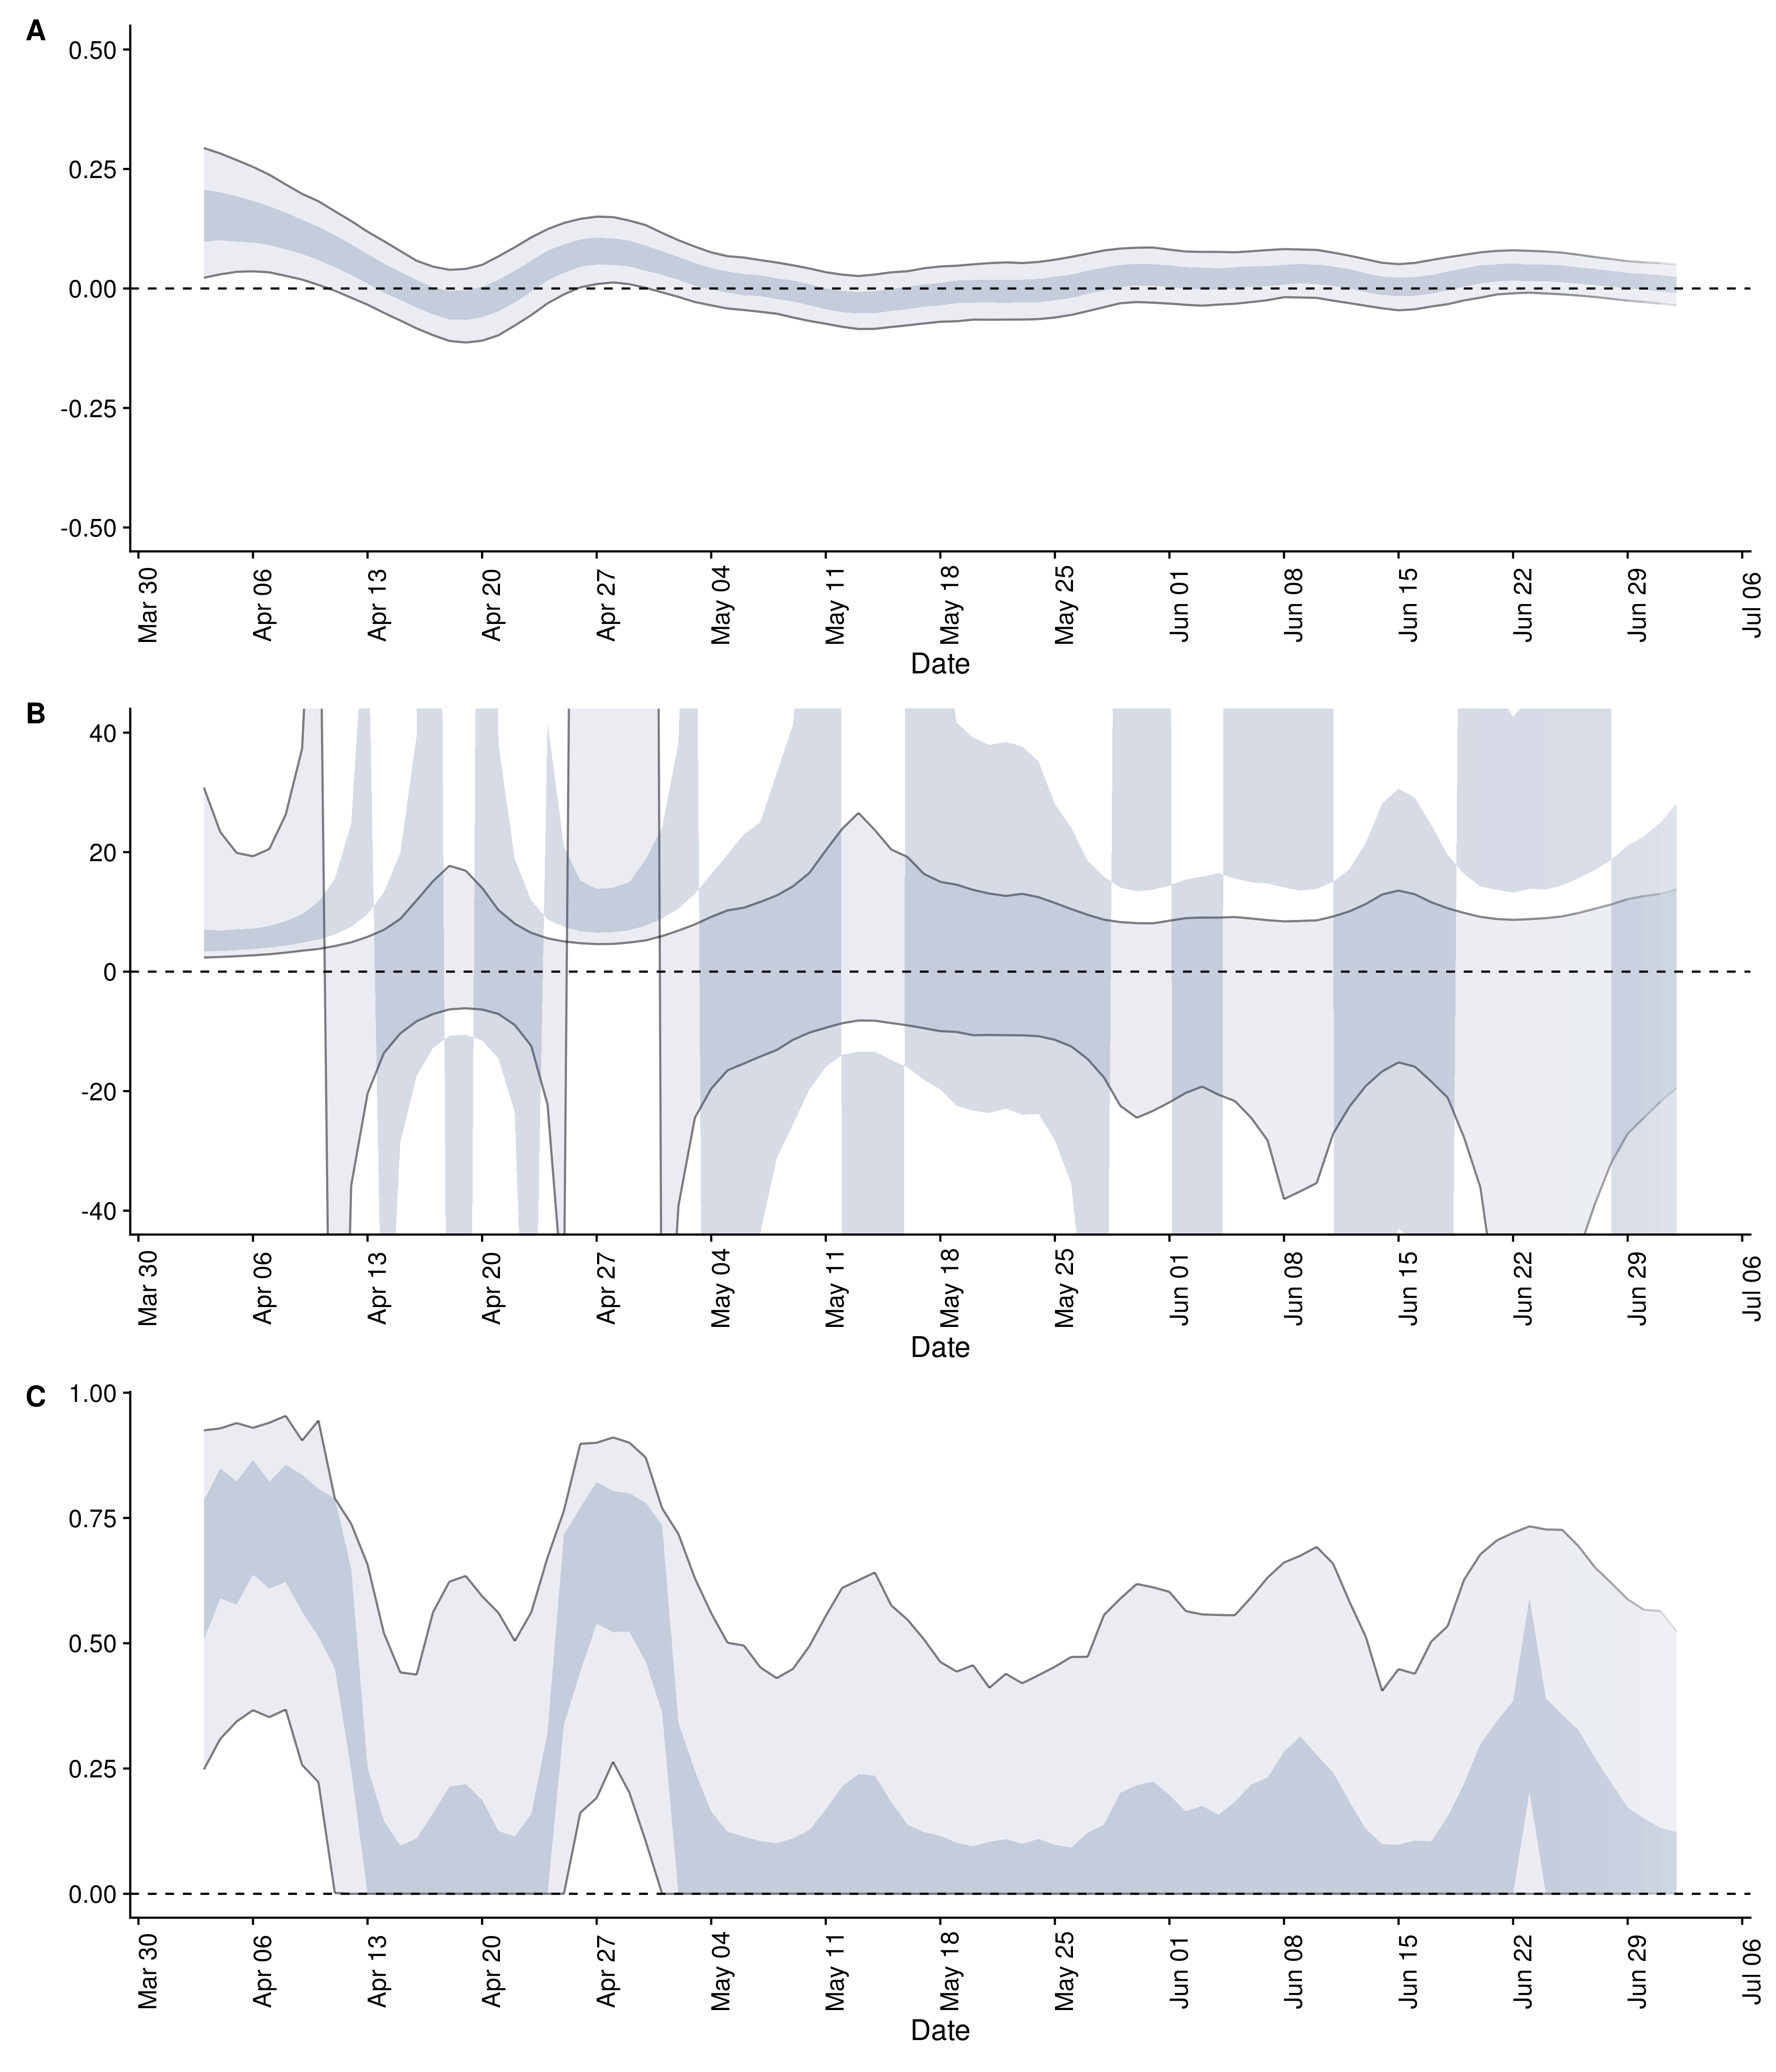 A
0.50
0.25
0.00
-0.25
-0.50
Mar 30
Apr 06
Apr 13
Apr 20
Apr 27
May 04
May 11
May 18
May 25
Jun 01
Jun 08
Jun 15
Jun 22
Jun 29
Jul 06
Date
B
40
20
0
-20
-40
Mar 30
Apr 06
Apr 13
Apr 20
Apr 27
May 04
May 11
May 18
May 25
Jun 01
Jun 08
Jun 15
Jun 22
Jun 29
Jul 06
Date
C
1.00
0.75
0.50
0.25
0.00
Mar 30
Apr 06
Apr 13
Apr 20
Apr 27
May 04
May 11
May 18
May 25
Jun 01
Jun 08
Jun 15
Jun 22
Jun 29
Jul 06
Date